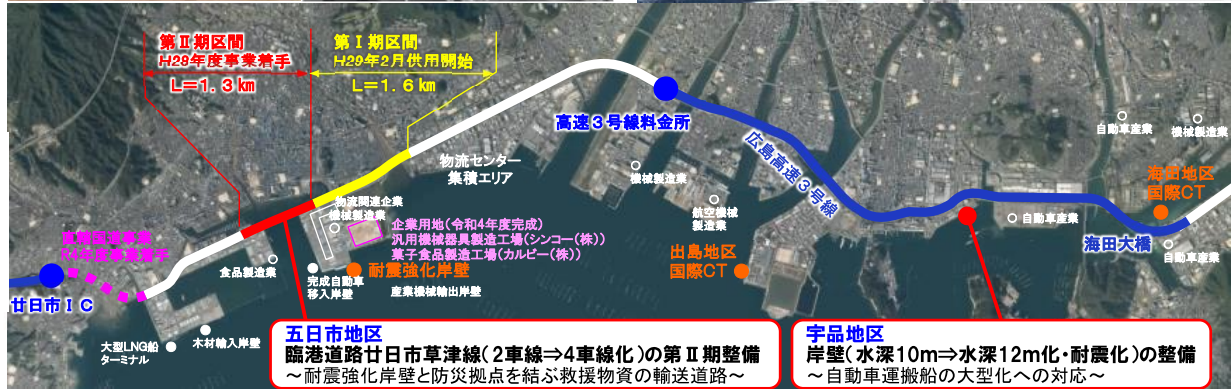 第Ⅱ期区間
H28年度事業着手
L=1.3㎞
第Ⅰ期区間
H29年2月供用開始
L=1.6㎞
高速3号線料金所
広島高速3号線
自動車産業
機械製造業
海田地区
国際CT
物流センター
集積エリア
機械製造業
航空機械
製造業
自動車産業
海田大橋
自動車産業
物流関連企業
機械製造業
企業用地(令和4年度完成)
汎用機械器具製造工場(シンコー(株))
菓子食品製造工場(カルビー(株))
R4年度事業着手
廿日市IC
食品製造業
完成自動車
移入岸壁
耐震強化岸壁
産業機械輸出岸壁
出島地区
国際CT
大型LNG船
ターミナル
木材輸入岸壁
五日市地区
臨港道路廿日市草津線(2車線⇒4車線化)の第Ⅱ期整備
~耐震強化岸壁と防災拠点を結ぶ救援物資の輸送道路~
宇品地区
岸壁(水深10m⇒水深12m化・耐震化)の整備
~自動車運搬船の大型化への対応~